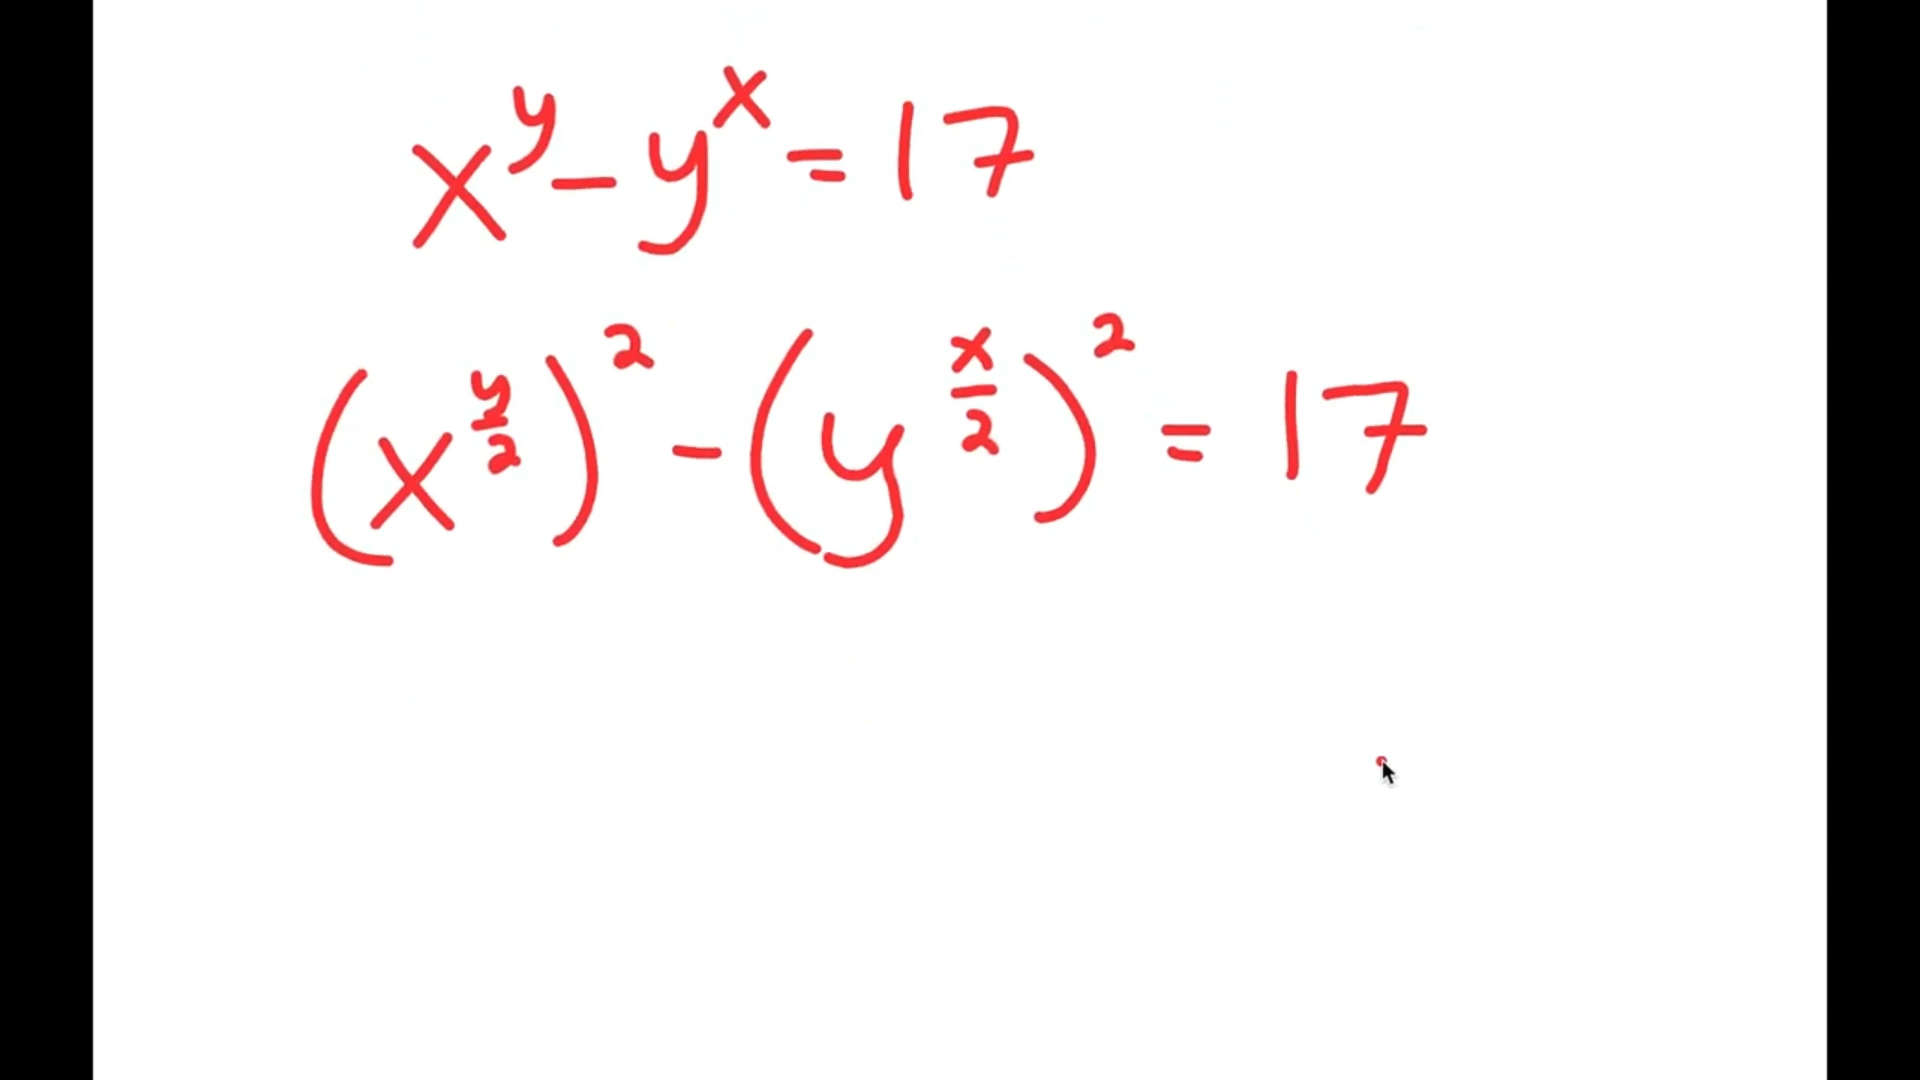 x^y - y^x = 17
(x^(y/2))^2 - (y^(x/2))^2 = 17